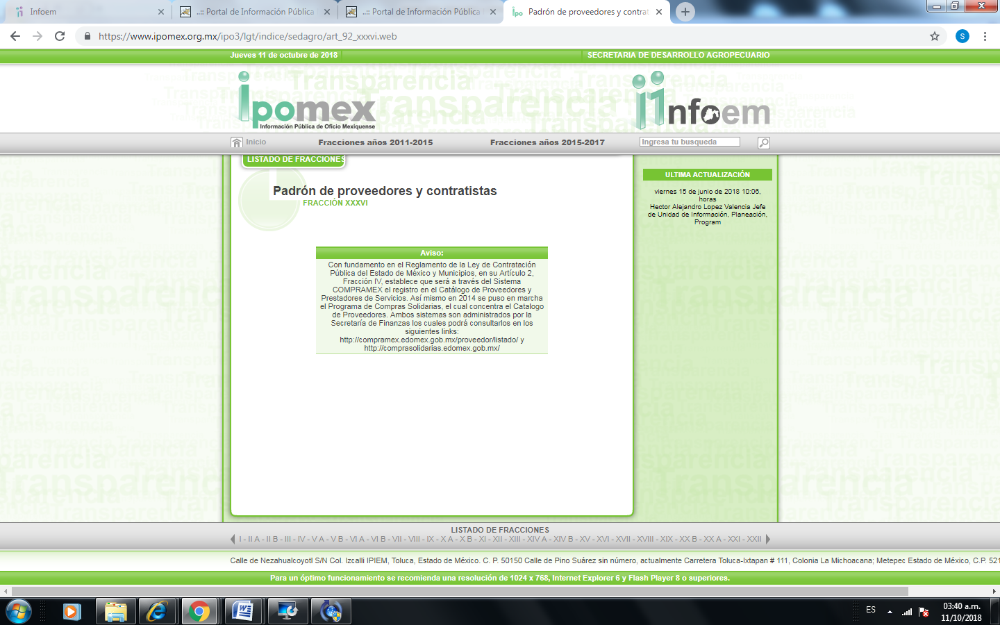 Infoem
..:: Portal de Información Pública
..:: Portal de Información Pública
Padrón de proveedores y contrat
https://www.ipomex.org.mx/ipo3/lgt/indice/sedagro/art_92_xxxvi.web
S
Jueves 11 de octubre de 2018
SECRETARIA DE DESARROLLO AGROPECUARIO
ipomex
Información Pública de Oficio Mexiquense
Transparencia
infoem
Inicio
Fracciones años 2011-2015
Fracciones años 2015-2017
Ingresa tu busqueda
LISTADO DE FRACCIONES
Padrón de proveedores y contratistas
FRACCIÓN XXXVI
ULTIMA ACTUALIZACIÓN
viernes 15 de junio de 2018 10:06,
horas
Hector Alejandro Lopez Valencia Jefe
de Unidad de Información, Planeación,
Program
Aviso:
Con fundamento en el Reglamento de la Ley de Contratación
Pública del Estado de México y Municipios, en su Artículo 2,
Fracción IV, establece que será a través del Sistema
COMPRAMEX el registro en el Catálogo de Proveedores y
Prestadores de Servicios. Así mismo en 2014 se puso en marcha
el Programa de Compras Solidarias, el cual concentra el Catalogo
de Proveedores. Ambos sistemas son administrados por la
Secretaría de Finanzas los cuales podrá consultarlos en los
siguientes links:
http://compramex.edomex.gob.mx/proveedor/listado/ y
http://comprasolidarias.edomex.gob.mx/
LISTADO DE FRACCIONES
I - II A - II B - III - IV - V A - V B - VI A - VI B - VII - VIII - IX - X A - X B - XI - XII - XIII - XIV A - XIV B - XV - XVI - XVII - XVIII - XIX - XX B - XX A - XXI - XXII
Calle de Nezahualcoyotl S/N Col. Izcalli IPIEM, Toluca, Estado de México. C. P. 50150 Calle de Pino Suárez sin número, actualmente Carretera Toluca-Ixtapan # 111, Colonia La Michoacana; Metepec Estado de México, C.P. 521
Para un óptimo funcionamiento se recomienda una resolución de 1024 x 768, Internet Explorer 6 y Flash Player 8 o superiores.
ES
03:40 a.m.
11/10/2018